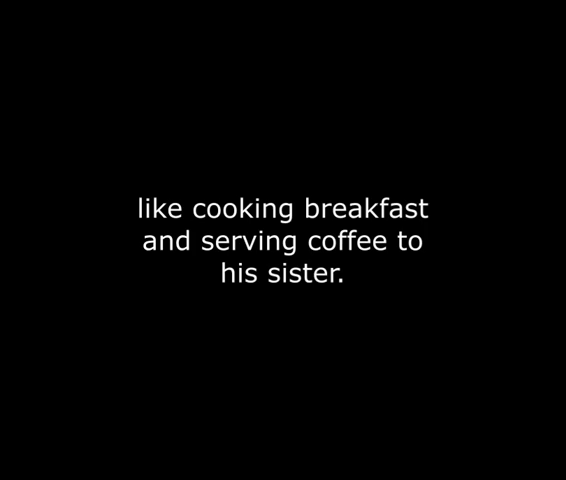 like cooking breakfast
and serving coffee to
his sister.